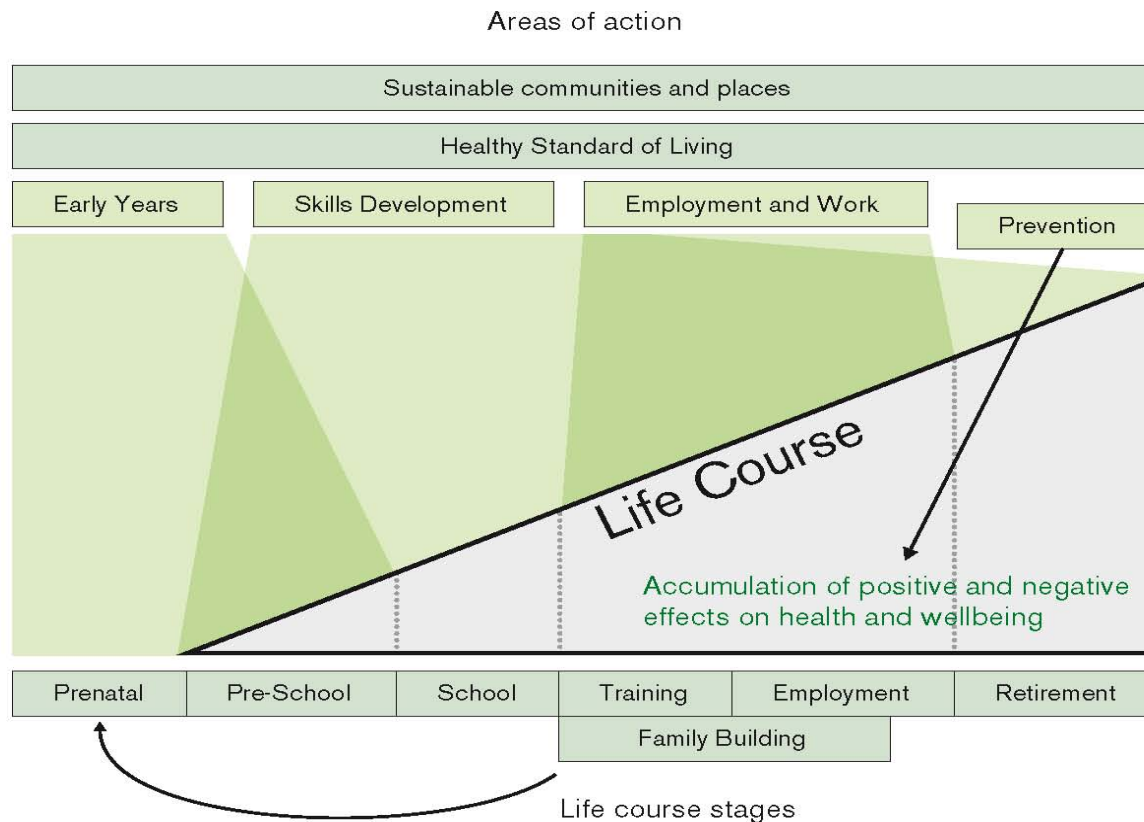 Areas of action
Sustainable communities and places
Healthy Standard of Living
Early Years
Skills Development
Employment and Work
Prevention
Life Course
Accumulation of positive and negative
effects on health and wellbeing
Prenatal
Pre-School
School
Training
Employment
Retirement
Family Building
Life course stages